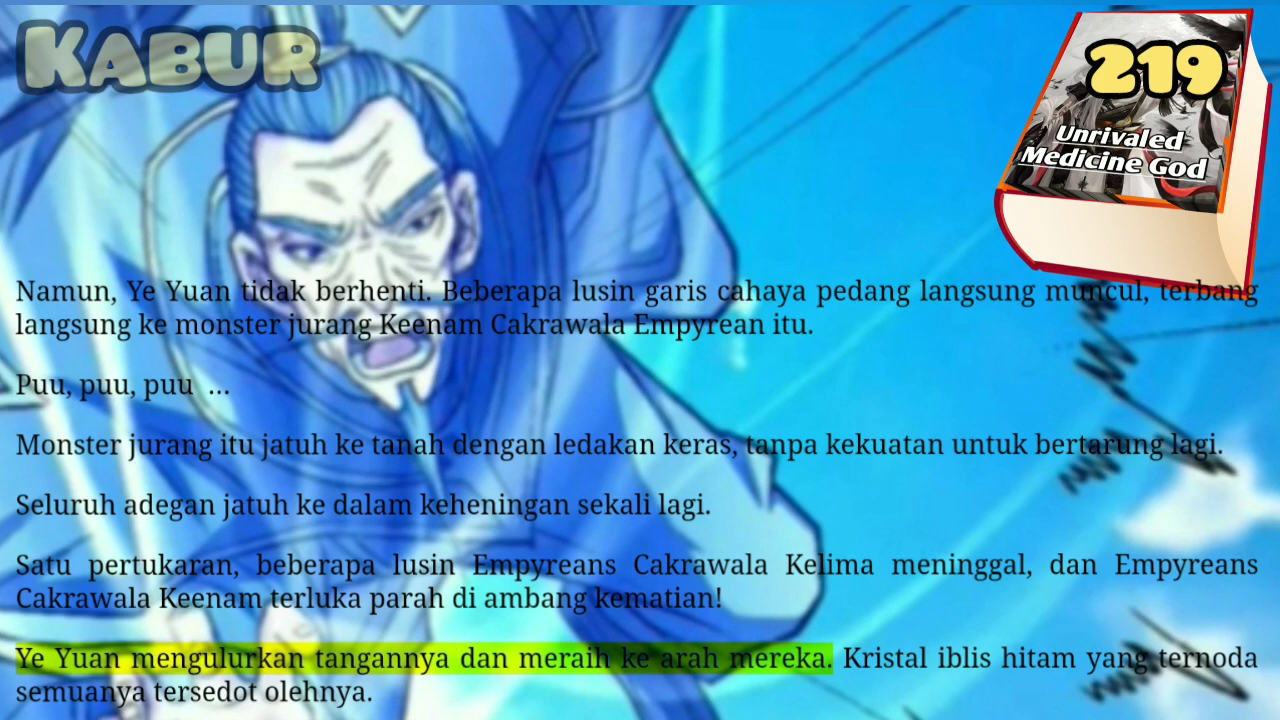 KABUR
219
Unrivaled
Medicine God
Namun, Ye Yuan tidak berhenti. Beberapa lusin garis cahaya pedang langsung muncul, terbang
langsung ke monster jurang Keenam Cakrawala Empyrean itu.
Puu, puu, puu …
Monster jurang itu jatuh ke tanah dengan ledakan keras, tanpa kekuatan untuk bertarung lagi.
Seluruh adegan jatuh ke dalam keheningan sekali lagi.
Satu pertukaran, beberapa lusin Empyreans Cakrawala Kelima meninggal, dan Empyreans
Cakrawala Keenam terluka parah di ambang kematian!
Ye Yuan mengulurkan tangannya dan meraih ke arah mereka. Kristal iblis hitam yang ternoda
semuanya tersedot olehnya.